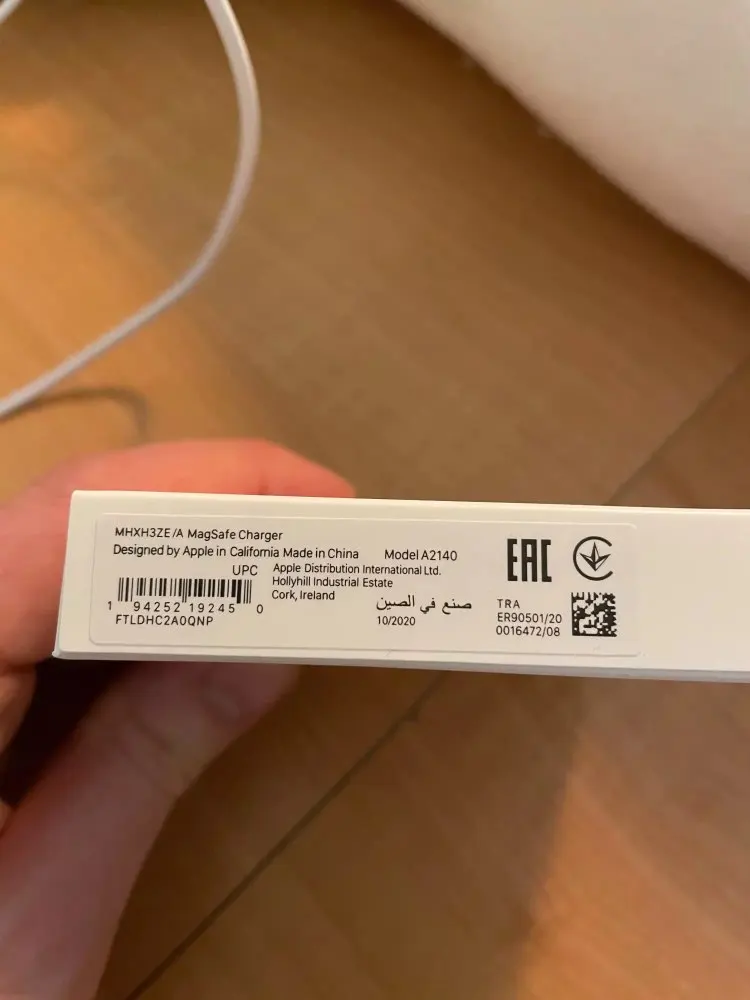 MHXH3ZE/A MagSafe Charger
Designed by Apple in California Made in China Model A2140
UPC
1 94252 19245 0
FTLDHC2A0QNP
Apple Distribution International Ltd.
Hollyhill Industrial Estate
Cork, Ireland
صنع في الصين
10/2020
EAC
TRA
ER90501/20
0016472/08